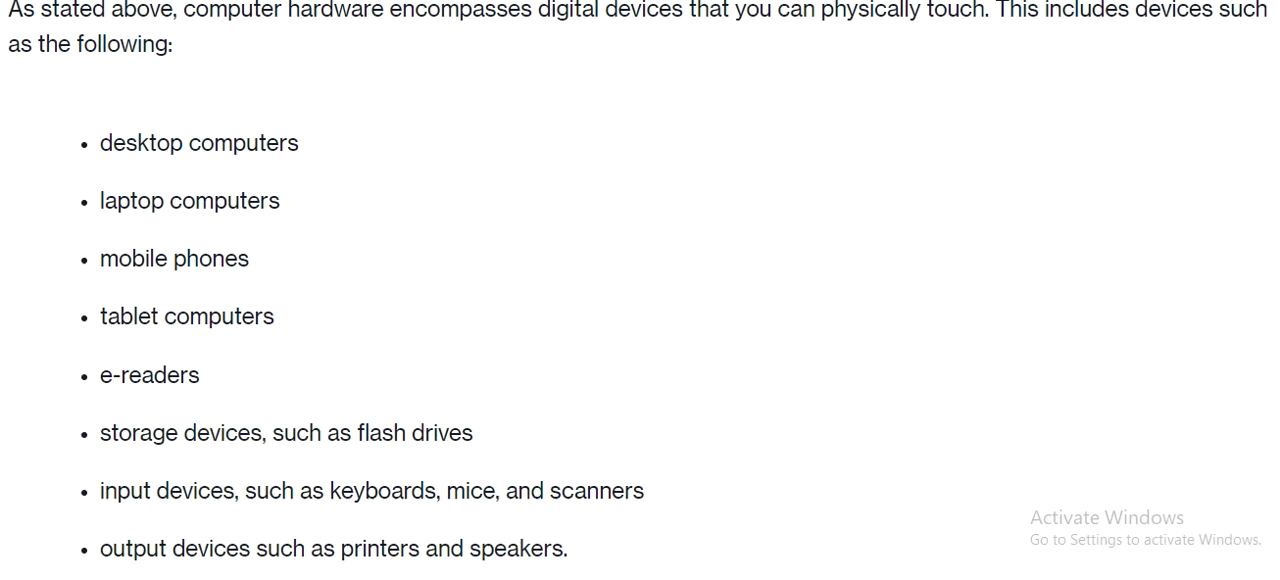 As stated above, computer hardware encompasses digital devices that you can physically touch. This includes devices such
as the following:
• desktop computers
• laptop computers
• mobile phones
• tablet computers
• e-readers
• storage devices, such as flash drives
• input devices, such as keyboards, mice, and scanners
• output devices such as printers and speakers.
Activate Windows
Go to Settings to activate Windows.